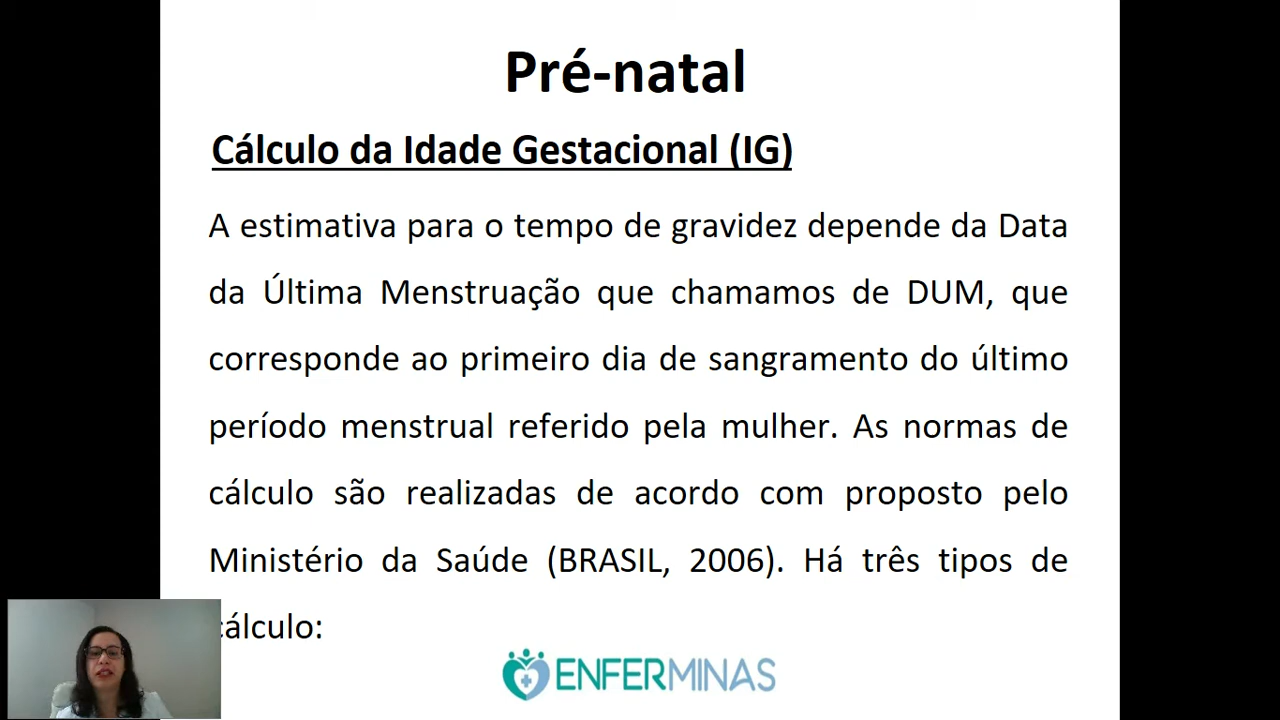 Pré-natal
Cálculo da Idade Gestacional (IG)
A estimativa para o tempo de gravidez depende da Data
da Última Menstruação que chamamos de DUM, que
corresponde ao primeiro dia de sangramento do último
período menstrual referido pela mulher. As normas de
cálculo são realizadas de acordo com proposto pelo
Ministério da Saúde (BRASIL, 2006). Há três tipos de
cálculo:
ENFERMINAS